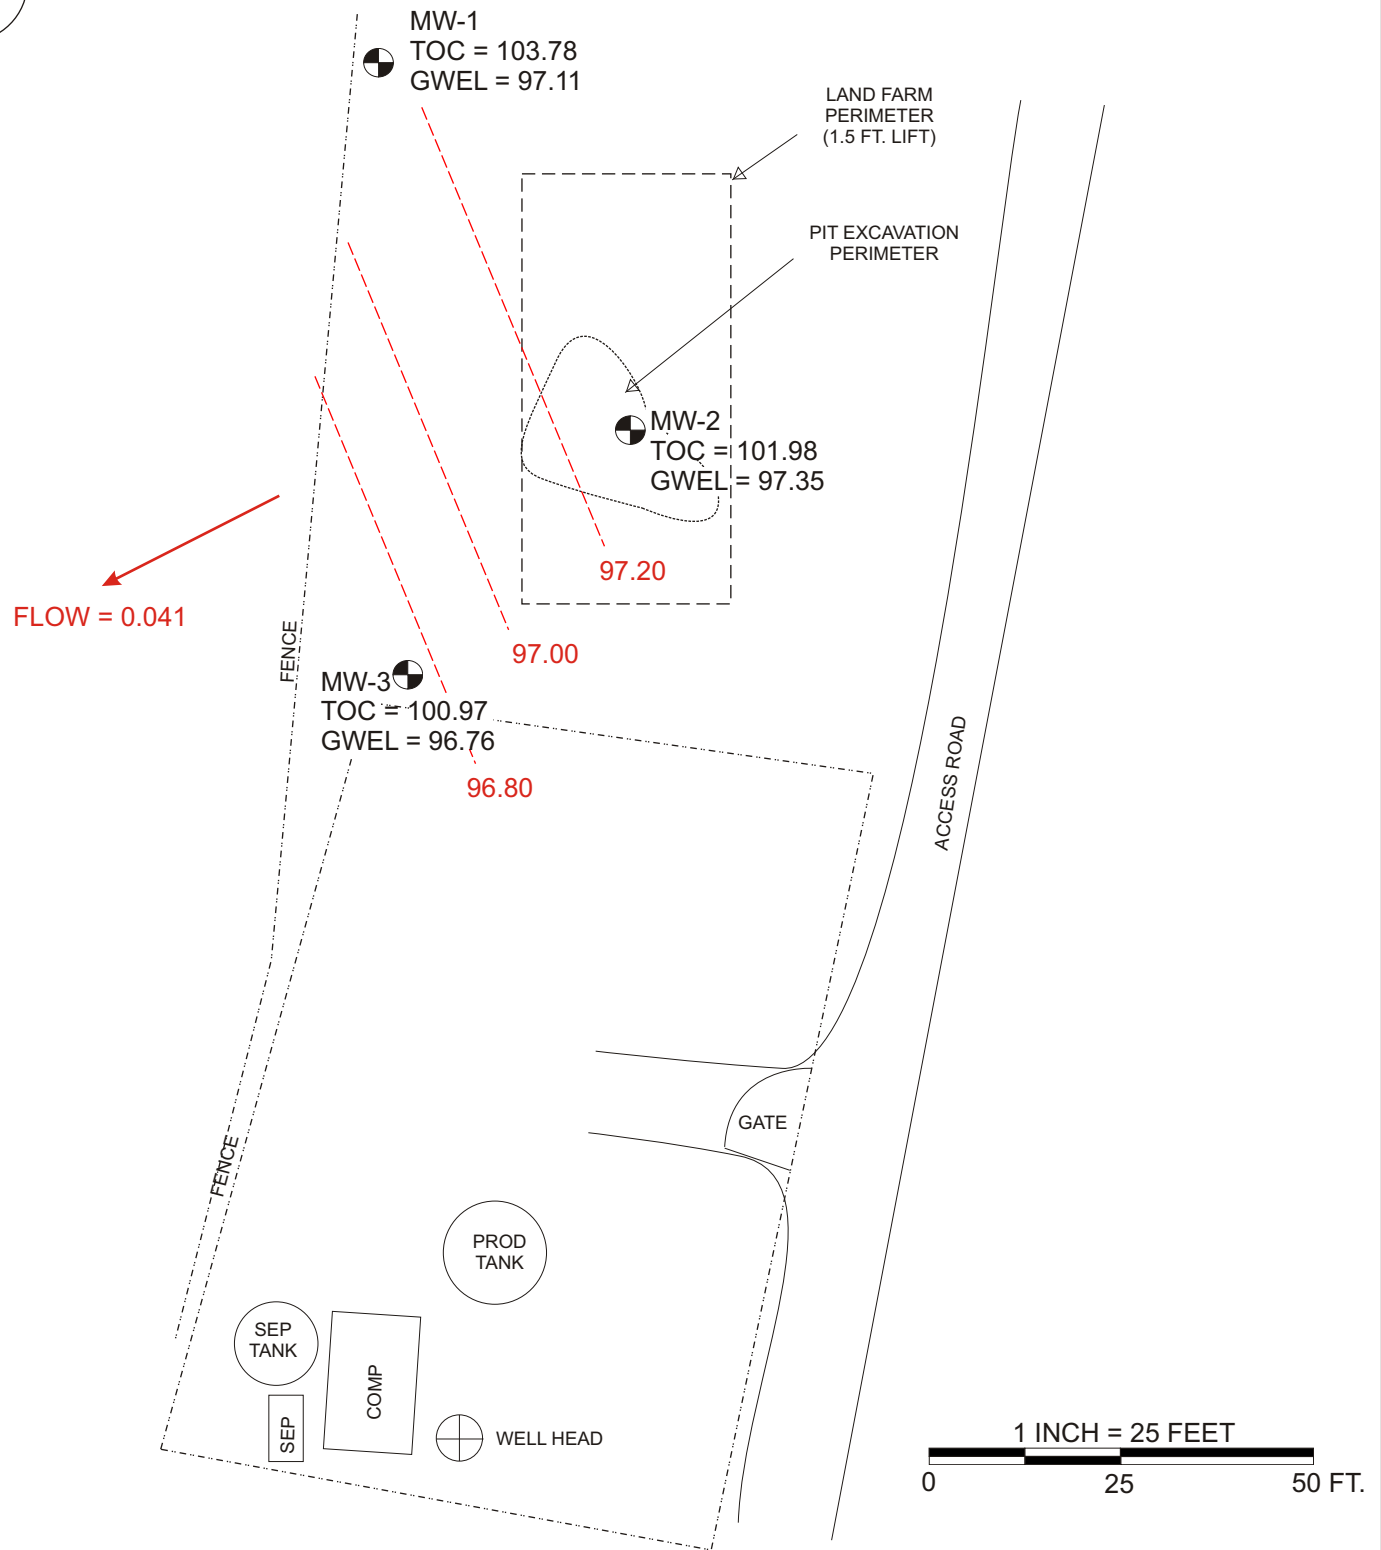 MW-1
TOC = 103.78
GWEL = 97.11
LAND FARM
PERIMETER
(1.5 FT. LIFT)
PIT EXCAVATION
PERIMETER
MW-2
TOC = 101.98
GWEL = 97.35
97.20
FLOW = 0.041
FENCE
97.00
MW-3
TOC = 100.97
GWEL = 96.76
96.80
ACCESS ROAD
GATE
FENCE
PROD
TANK
SEP
TANK
COMP
SEP
WELL HEAD
1 INCH = 25 FEET
0 25 50 FT.